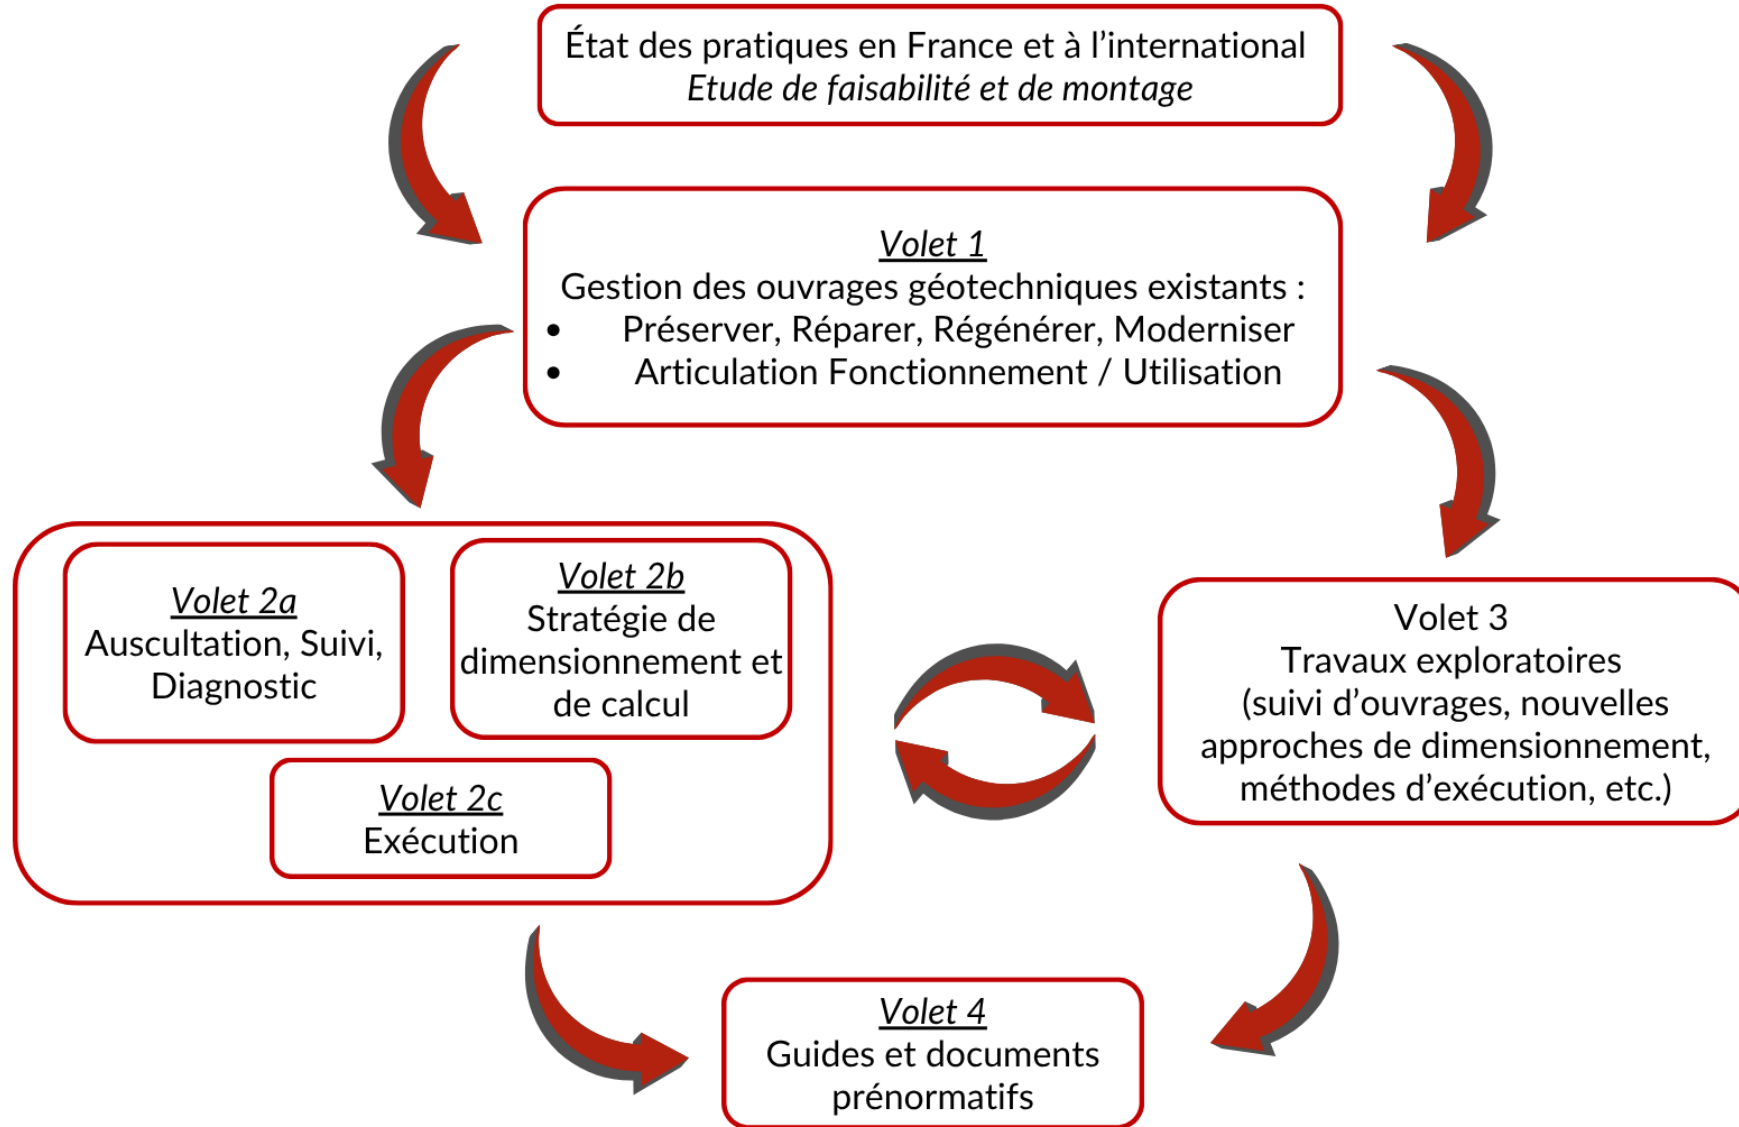 État des pratiques en France et à l’international
Etude de faisabilité et de montage
Volet 1
Gestion des ouvrages géotechniques existants :
• Préserver, Réparer, Régénérer, Moderniser
• Articulation Fonctionnement / Utilisation
Volet 2a
Auscultation, Suivi,
Diagnostic
Volet 2b
Stratégie de
dimensionnement et
de calcul
Volet 2c
Exécution
Volet 3
Travaux exploratoires
(suivi d’ouvrages, nouvelles
approches de dimensionnement,
méthodes d’exécution, etc.)
Volet 4
Guides et documents
prénormatifs